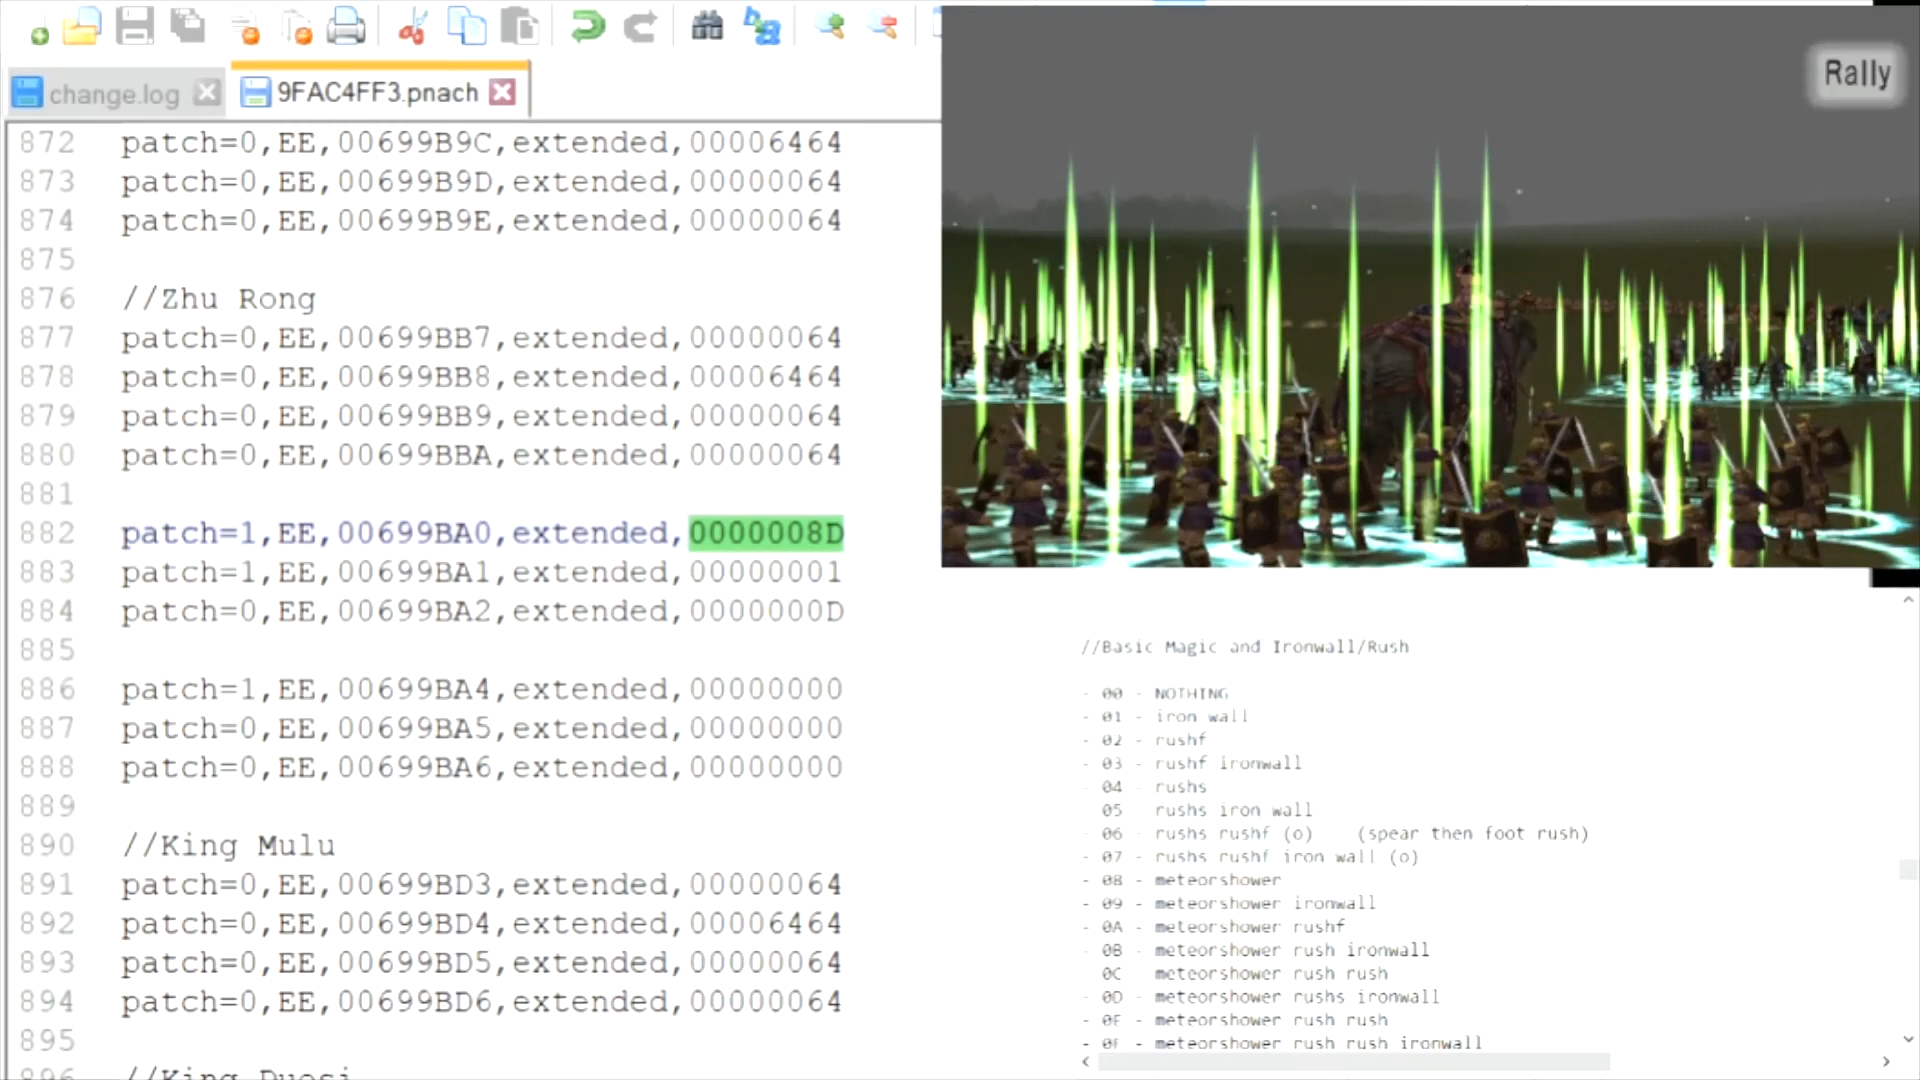 change.log
9FAC4FF3.pnach
872 patch=0,EE,00699B9C,extended,00006464
873 patch=0,EE,00699B9D,extended,00000064
874 patch=0,EE,00699B9E,extended,00000064
875
876 //Zhu Rong
877 patch=0,EE,00699BB7,extended,00000064
878 patch=0,EE,00699BB8,extended,00006464
879 patch=0,EE,00699BB9,extended,00000064
880 patch=0,EE,00699BBA,extended,00000064
881
882 patch=1,EE,00699BA0,extended,0000008D
883 patch=1,EE,00699BA1,extended,00000001
884 patch=0,EE,00699BA2,extended,0000000D
885
886 patch=1,EE,00699BA4,extended,00000000
887 patch=0,EE,00699BA5,extended,00000000
888 patch=0,EE,00699BA6,extended,00000000
889
890 //King Mulu
891 patch=0,EE,00699BD3,extended,00000064
892 patch=0,EE,00699BD4,extended,00006464
893 patch=0,EE,00699BD5,extended,00000064
894 patch=0,EE,00699BD6,extended,00000064
895
896 //King Duosi
Rally
//Basic Magic and Ironwall/Rush
- 00 - NOTHING
- 01 - iron wall
- 02 - rushf
- 03 - rushf ironwall
04 - rushs
05 rushs iron wall
- 06 - rushs rushf (o) (spear then foot rush)
- 07 - rushs rushf iron wall (o)
- 08 - meteorshower
- 09 - meteorshower ironwall
- 0A - meteorshower rushf
- 0B - meteorshower rush ironwall
0C meteorshower rush rush
- 0D - meteorshower rushs ironwall
- 0E - meteorshower rush rush
- 0F - meteorshower rush rush ironwall